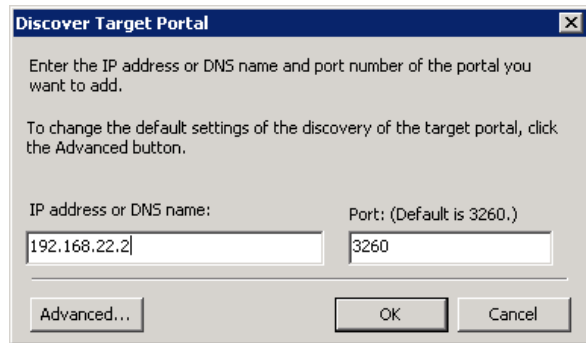 Discover Target Portal
Enter the IP address or DNS name and port number of the portal you
want to add.
To change the default settings of the discovery of the target portal, click
the Advanced button.
IP address or DNS name:
Port: (Default is 3260.)
192.168.22.2
3260
Advanced...
OK
Cancel